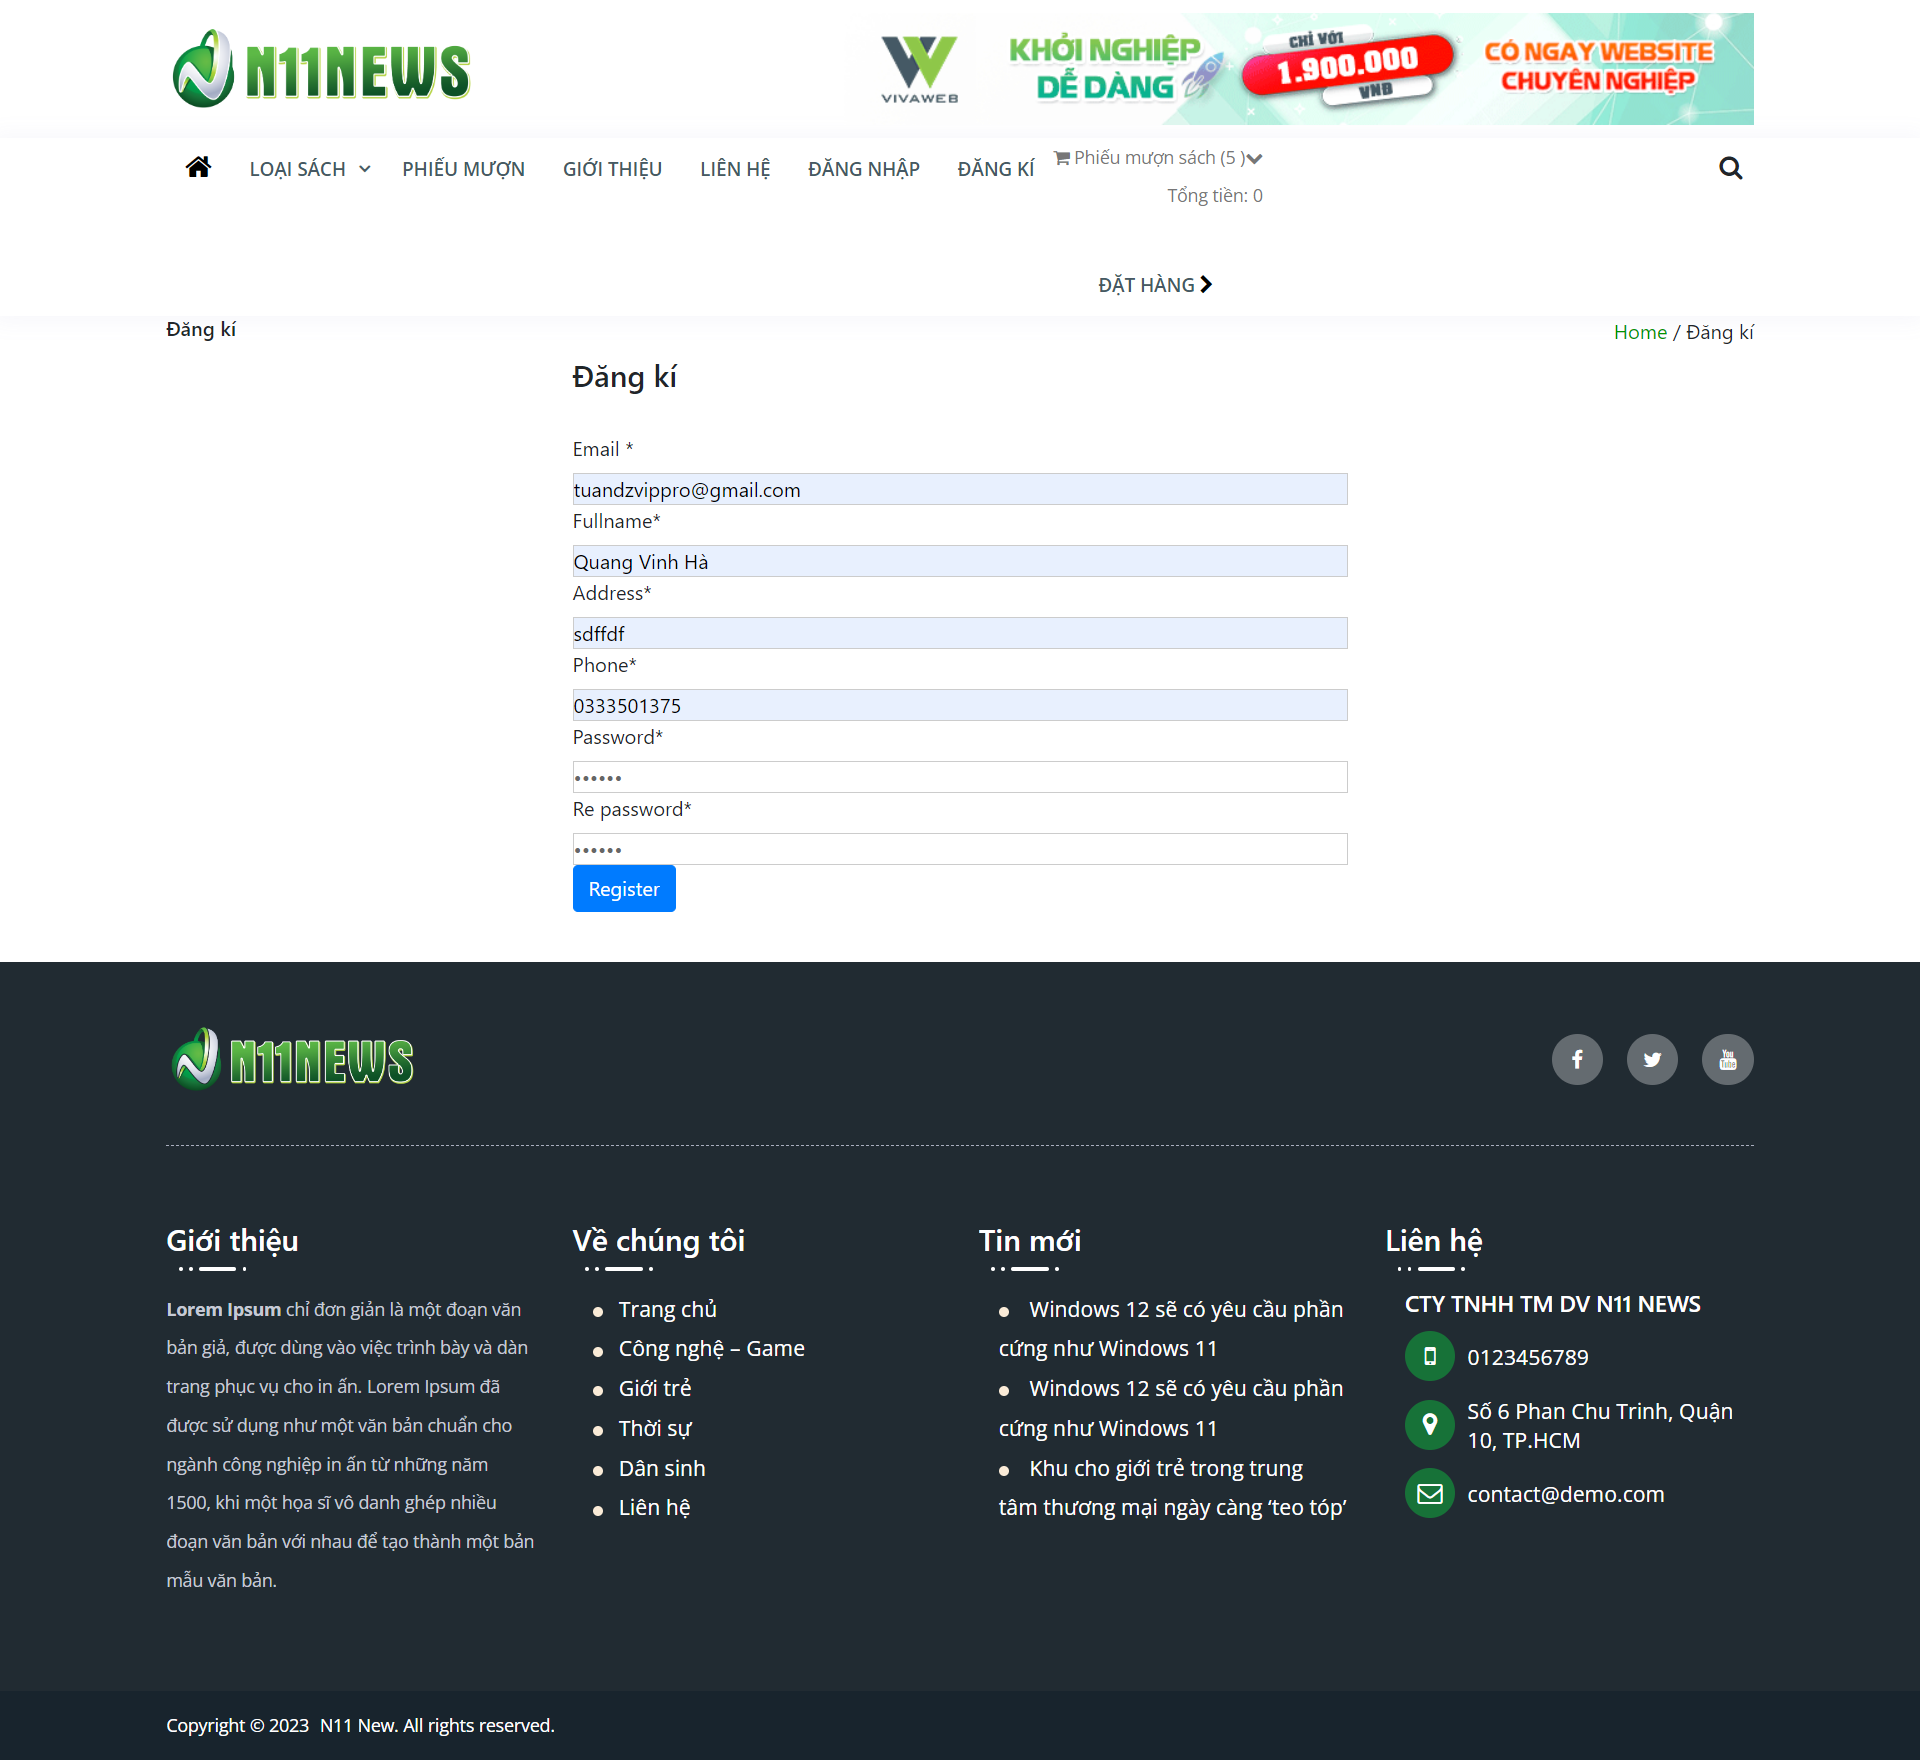 N11NEWS
VIVAWEB
KHỞI NGHIỆP
DỄ DÀNG
CHỈ VỚI
1.900.000
VNĐ
CÓ NGAY WEBSITE
CHUYÊN NGHIỆP
LOẠI SÁCH
PHIẾU MƯỢN
GIỚI THIỆU
LIÊN HỆ
ĐĂNG NHẬP
ĐĂNG KÍ
Phiếu mượn sách (5 )
Tổng tiền: 0
ĐẶT HÀNG
Đăng kí
Home / Đăng kí
Đăng kí
Email *
tuandzvippro@gmail.com
Fullname*
Quang Vinh Hà
Address*
sdffdf
Phone*
0333501375
Password*
••••••
Re password*
••••••
Register
N11NEWS
You
Tube
Giới thiệu
Lorem Ipsum chỉ đơn giản là một đoạn văn
bản giả, được dùng vào việc trình bày và dàn
trang phục vụ cho in ấn. Lorem Ipsum đã
được sử dụng như một văn bản chuẩn cho
ngành công nghiệp in ấn từ những năm
1500, khi một họa sĩ vô danh ghép nhiều
đoạn văn bản với nhau để tạo thành một bản
mẫu văn bản.
Về chúng tôi
Trang chủ
Công nghệ – Game
Giới trẻ
Thời sự
Dân sinh
Liên hệ
Tin mới
Windows 12 sẽ có yêu cầu phần
cứng như Windows 11
Windows 12 sẽ có yêu cầu phần
cứng như Windows 11
Khu cho giới trẻ trong trung
tâm thương mại ngày càng ‘teo tóp’
Liên hệ
CTY TNHH TM DV N11 NEWS
0123456789
Số 6 Phan Chu Trinh, Quận
10, TP.HCM
contact@demo.com
Copyright © 2023 N11 New. All rights reserved.